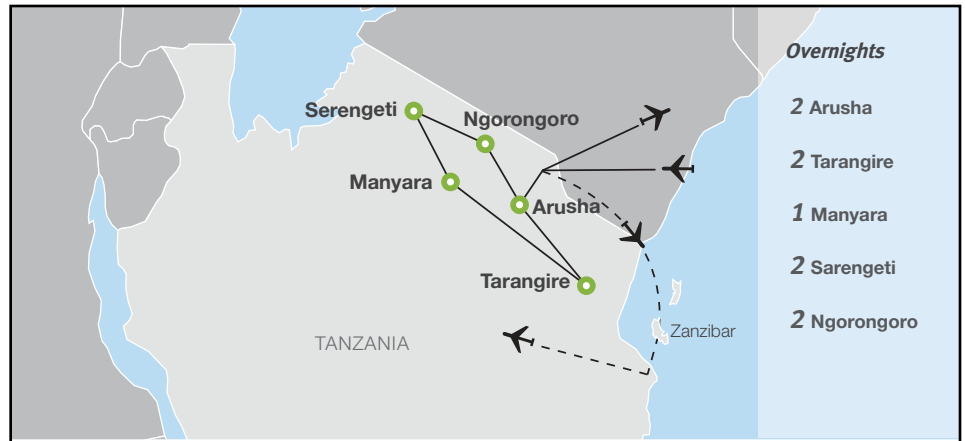 Serengeti
Ngorongoro
Manyara
Arusha
Tarangire
TANZANIA
Zanzibar
Overnights
2 Arusha
2 Tarangire
1 Manyara
2 Sarengeti
2 Ngorongoro